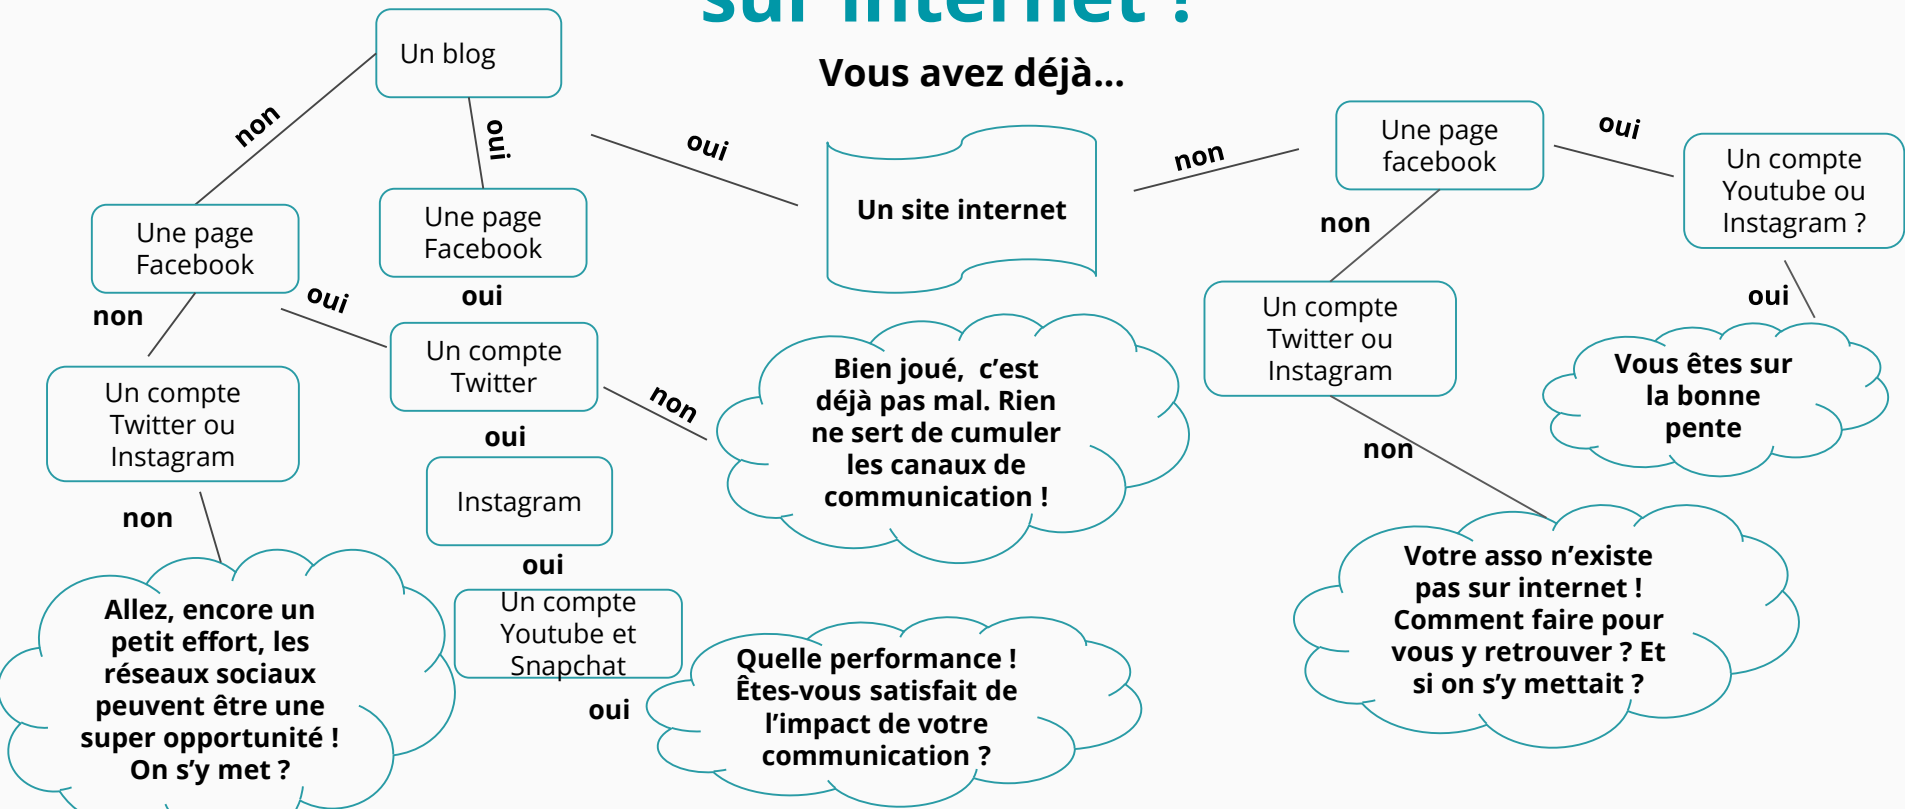 sur internet !
Vous avez déjà...
Un blog
non
oui
oui
Un site internet
non
Une page
facebook
oui
Un compte
Youtube ou
Instagram ?
Une page
Facebook
Une page
Facebook
non
oui
oui
non
oui
Un compte
Twitter ou
Instagram
Un compte
Twitter
non
Un compte
Twitter ou
Instagram
Bien joué,  c’est
déjà pas mal. Rien
ne sert de cumuler
les canaux de
communication !
Vous êtes sur
la bonne
pente
oui
non
Instagram
non
oui
Un compte
Youtube et
Snapchat
oui
Allez, encore un
petit effort, les
réseaux sociaux
peuvent être une
super opportunité !
On s’y met ?
Quelle performance !
Êtes-vous satisfait de
l’impact de votre
communication ?
Votre asso n’existe
pas sur internet !
Comment faire pour
vous y retrouver ? Et
si on s’y mettait ?